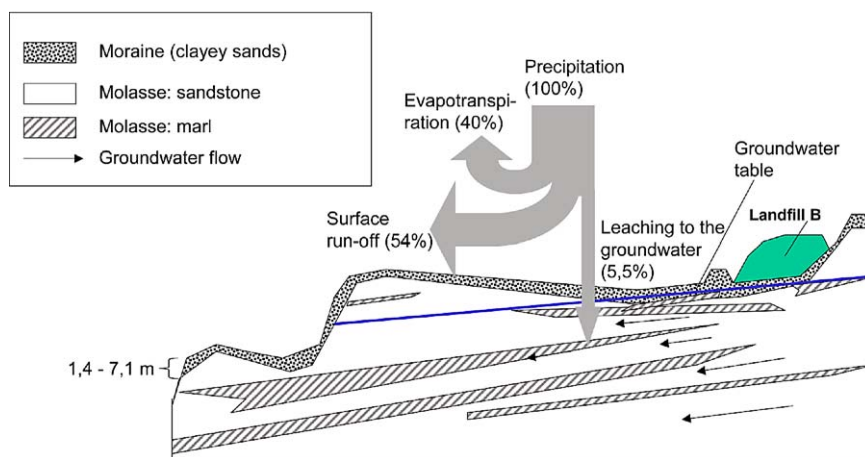 Moraine (clayey sands)
Molasse: sandstone
Molasse: marl
Groundwater flow
Precipitation
(100%)
Evapotranspi-
ration (40%)
Groundwater
table
Landfill B
Surface
run-off (54%)
Leaching to the
groundwater
(5,5%)
1,4 - 7,1 m